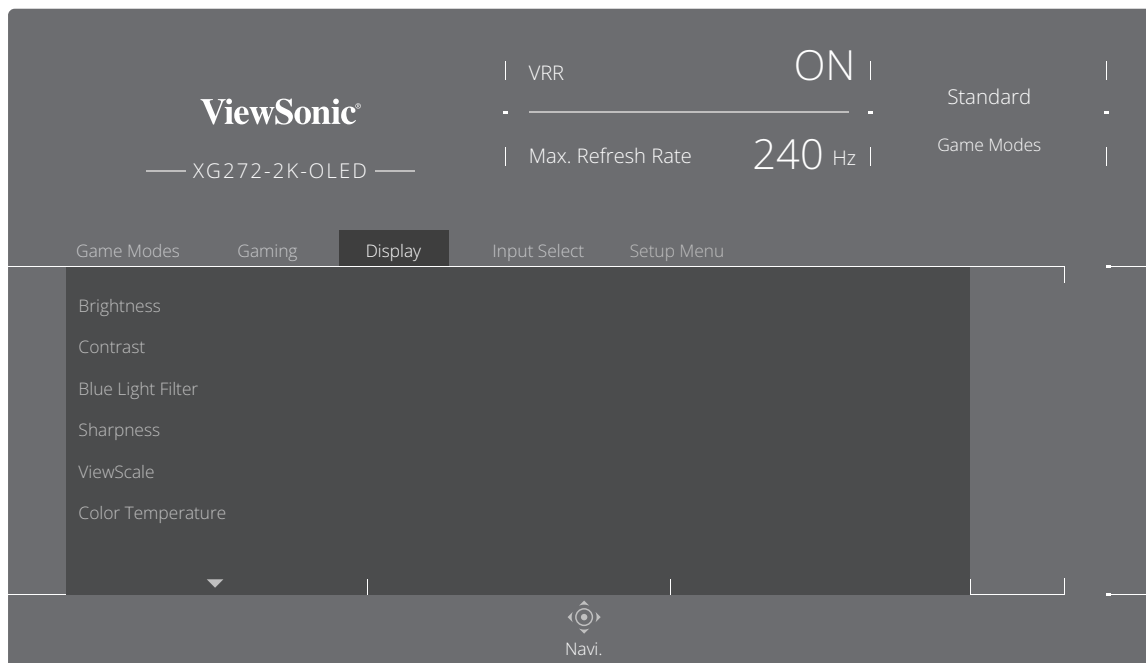 ViewSonic®
XG272-2K-OLED
VRR ON
Max. Refresh Rate 240 Hz
Standard
Game Modes
Game Modes Gaming Display Input Select Setup Menu
Brightness
Contrast
Blue Light Filter
Sharpness
ViewScale
Color Temperature
Navi.